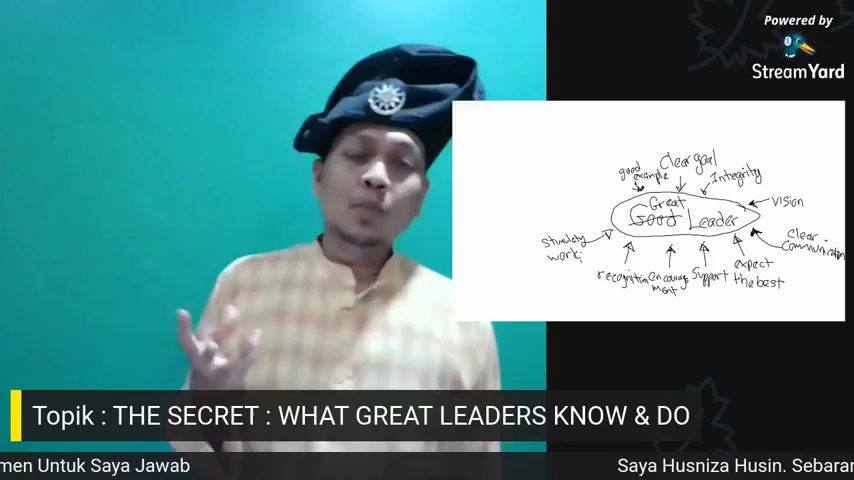 Powered by
StreamYard
good
example
Clear goal
Integrity
Great
Good Leader
vision
Clear
Communication
work
recognition
encourage
ment
Support
expect
the best
Topik : THE SECRET : WHAT GREAT LEADERS KNOW & DO
men Untuk Saya Jawab
Saya Husniza Husin. Sebaran